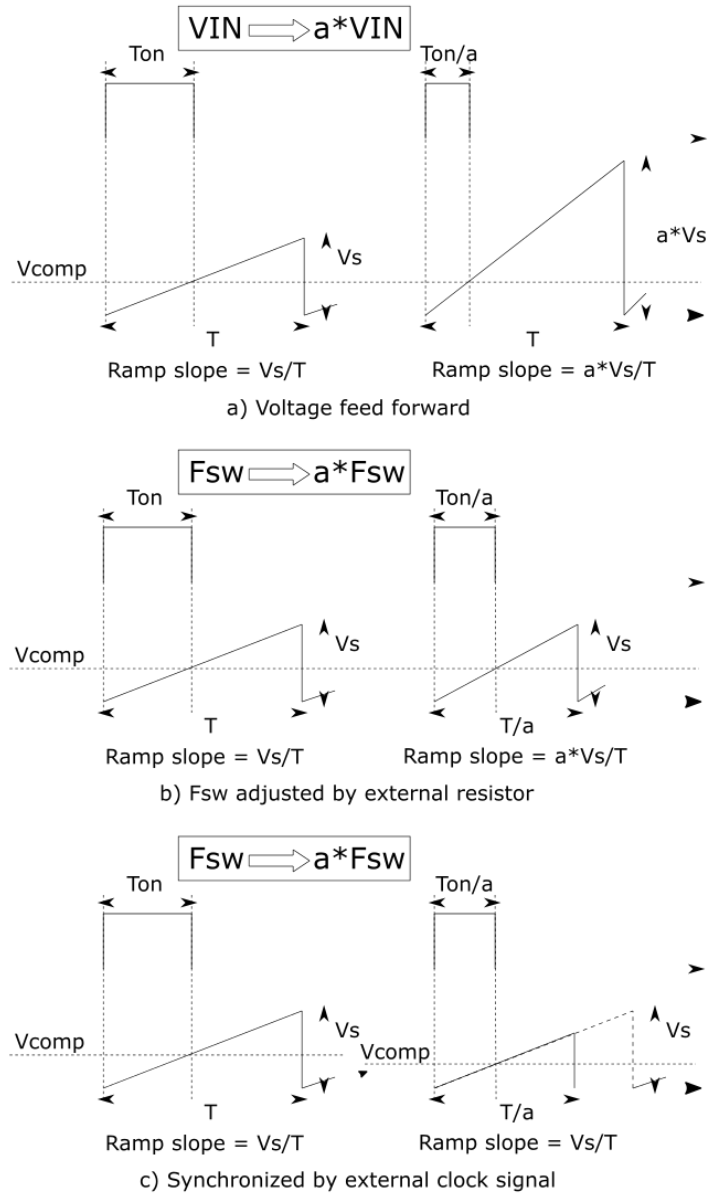 VIN a*VIN
Ton Ton/a
Vcomp Vs a*Vs
T T
Ramp slope = Vs/T Ramp slope = a*Vs/T
a) Voltage feed forward
Fsw a*Fsw
Ton Ton/a
Vcomp Vs Vs
T T/a
Ramp slope = Vs/T Ramp slope = a*Vs/T
b) Fsw adjusted by external resistor
Fsw a*Fsw
Ton Ton/a
Vcomp Vs Vcomp Vs
T T/a
Ramp slope = Vs/T Ramp slope = Vs/T
c) Synchronized by external clock signal